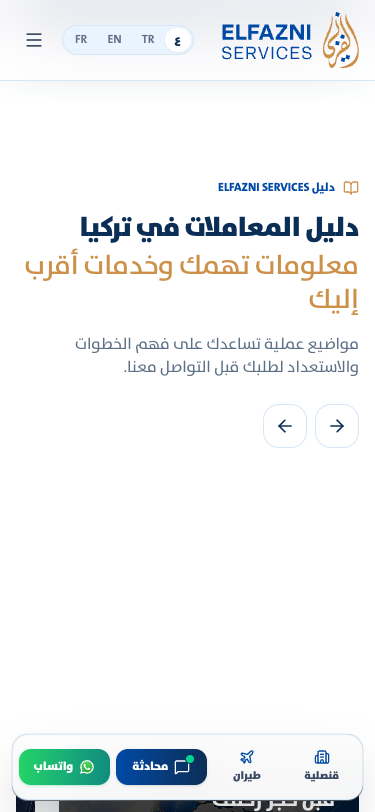 ELFAZNI
SERVICES
الفزني
ع TR EN FR
دليل ELFAZNI SERVICES
دليل المعاملات في تركيا
معلومات تهمك وخدمات أقرب
إليك
مواضيع عملية تساعدك على فهم الخطوات
والاستعداد لطلبك قبل التواصل معنا.
قنصلية
طيران
محادثة
واتساب